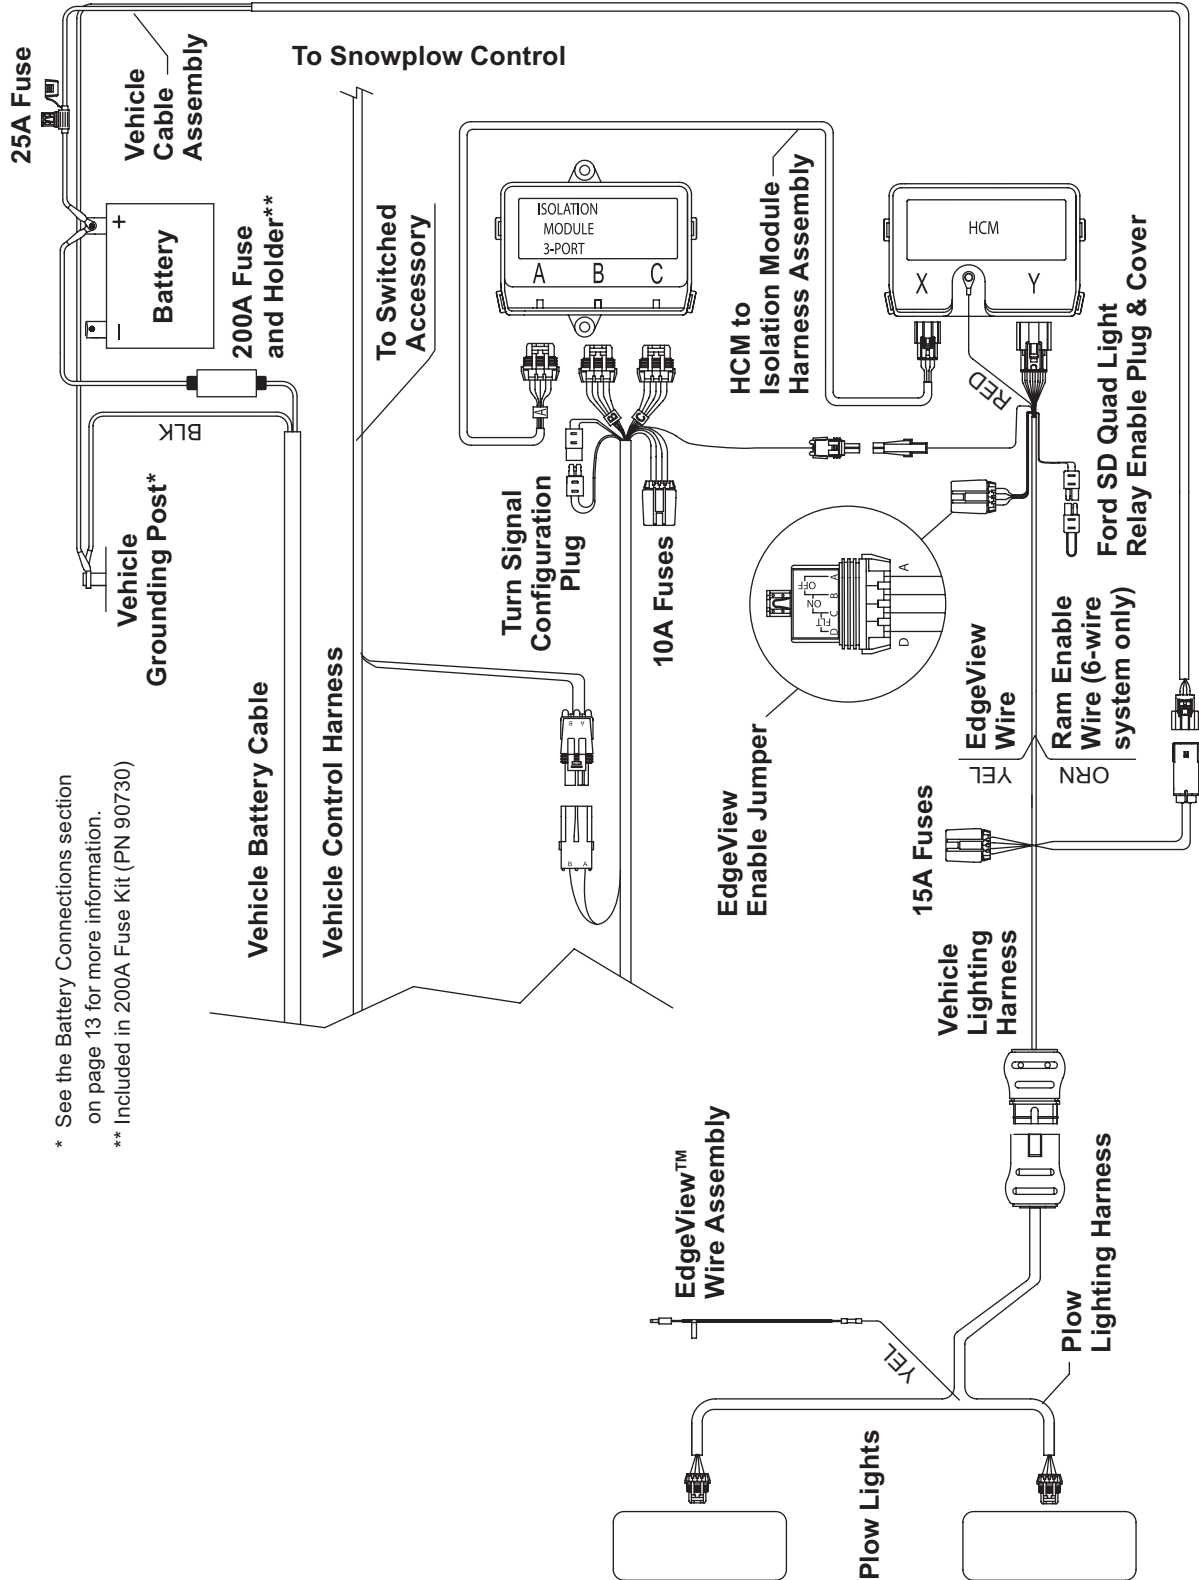 To Snowplow Control
25A Fuse
Vehicle
Cable
Assembly
Battery
+
–
200A Fuse
and Holder**
BLK
Vehicle
Grounding Post*
To Switched
Accessory
ISOLATION
MODULE
3-PORT
A B C
HCM to
Isolation Module
Harness Assembly
HCM
X Y
RED
Ford SD Quad Light
Relay Enable Plug & Cover
A
B
C
Turn Signal
Configuration
Plug
10A Fuses
Vehicle Battery Cable
Vehicle Control Harness
B A
B A
OFF
ON
FLT
D C B A
D A
EdgeView
Enable Jumper
EdgeView
Wire
YEL
Ram Enable
Wire (6-wire
system only)
ORN
15A Fuses
Vehicle
Lighting
Harness
* See the Battery Connections section
on page 13 for more information.
** Included in 200A Fuse Kit (PN 90730)
EdgeView™
Wire Assembly
YEL
Plow
Lighting Harness
Plow Lights